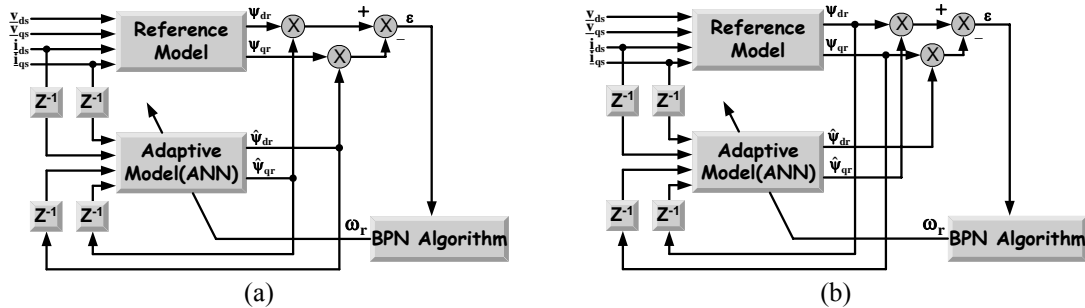 v_ds
v_qs
i_ds
i_qs
Reference
Model
ψ_dr
ψ_qr
X
X
+
−
ε
Z⁻¹
Z⁻¹
Adaptive
Model(ANN)
ψ̂_dr
ψ̂_qr
Z⁻¹
Z⁻¹
ω_r
BPN Algorithm
(a)
v_ds
v_qs
i_ds
i_qs
Reference
Model
ψ_dr
ψ_qr
X
X
+
−
ε
Z⁻¹
Z⁻¹
Adaptive
Model(ANN)
ψ̂_dr
ψ̂_qr
Z⁻¹
Z⁻¹
ω_r
BPN Algorithm
(b)